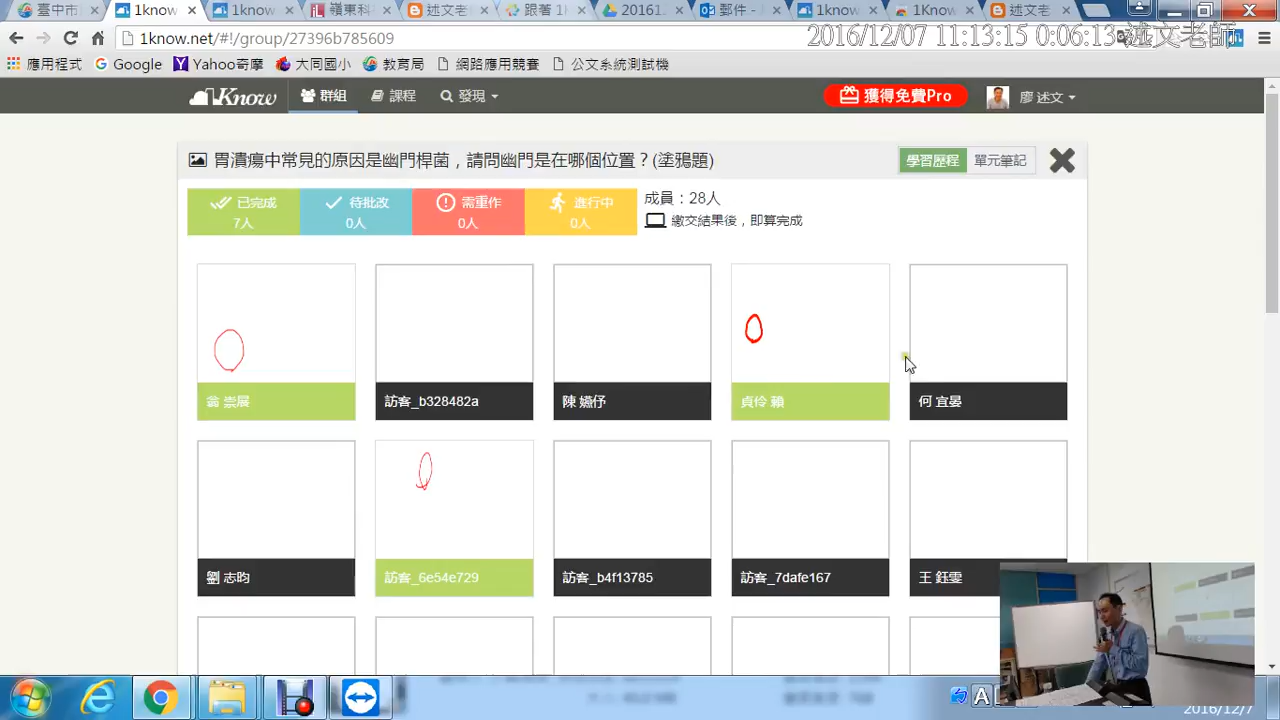 臺中市
1know
1know
嶺東科
述文老
跟著 1
201612
郵件 -
1know
1Know
述文老
1know.net/#!/group/27396b785609
2016/12/07 11:13:15 0:06:13 述文老師
應用程式 Google Yahoo奇摩 大同國小 教育局 網路應用競賽 公文系統測試機
1Know 群組 課程 發現 獲得免費Pro 廖 述文
胃潰瘍中常見的原因是幽門桿菌，請問幽門是在哪個位置？(塗鴉題) 學習歷程 單元筆記
已完成 待批改 需重作 進行中 成員：28人
7人 0人 0人 0人 繳交結果後，即算完成
翁 崇展 訪客_b328482a 陳 嬿伃 貞伶 賴 何 宜晏
劉 志昀 訪客_6e54e729 訪客_b4f13785 訪客_7dafe167 王 鈺雯
A
2016/12/7